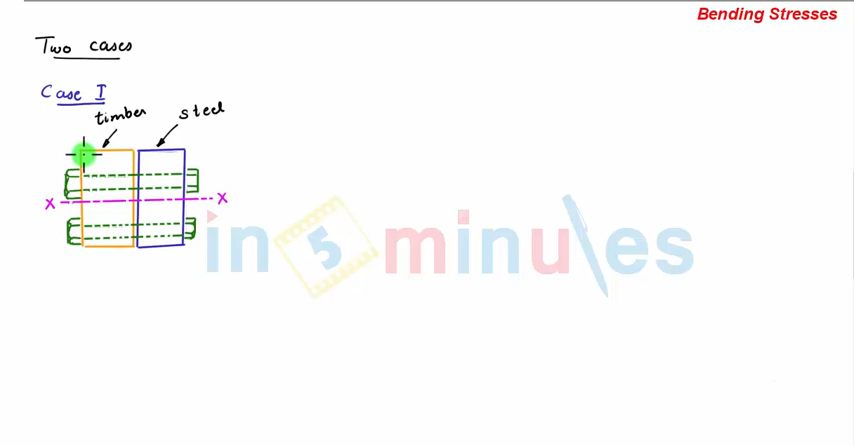 Bending Stresses
Two cases
Case I
timber
steel
X X
in 5 minutes